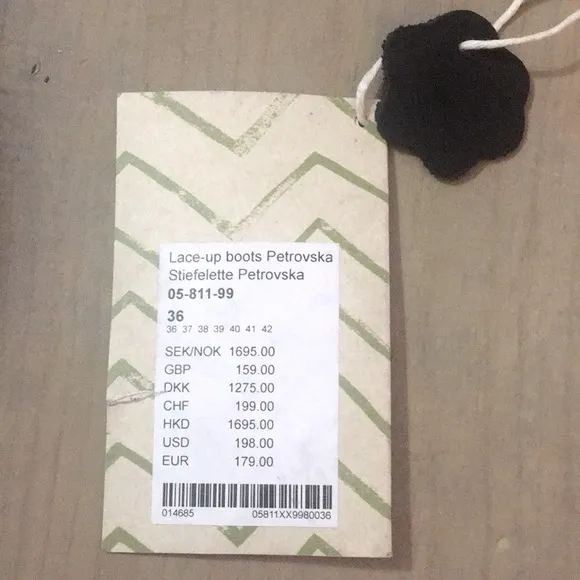 Lace-up boots Petrovska
Stiefelette Petrovska
05-811-99
36
36 37 38 39 40 41 42
SEK/NOK 1695.00
GBP 159.00
DKK 1275.00
CHF 199.00
HKD 1695.00
USD 198.00
EUR 179.00
014685 05811XX9980036